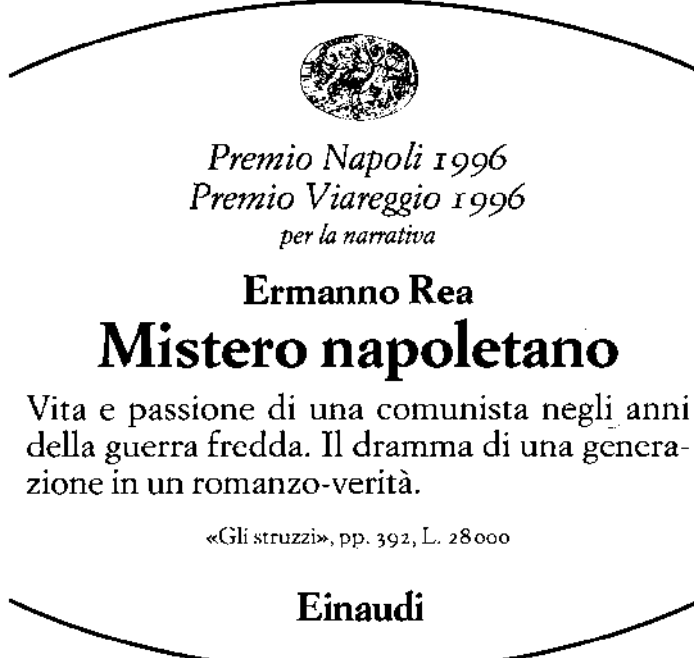 Premio Napoli 1996
Premio Viareggio 1996
per la narrativa
Ermanno Rea
Mistero napoletano
Vita e passione di una comunista negli anni
della guerra fredda. Il dramma di una genera-
zione in un romanzo-verità.
«Gli struzzi», pp. 392, L. 28000
Einaudi